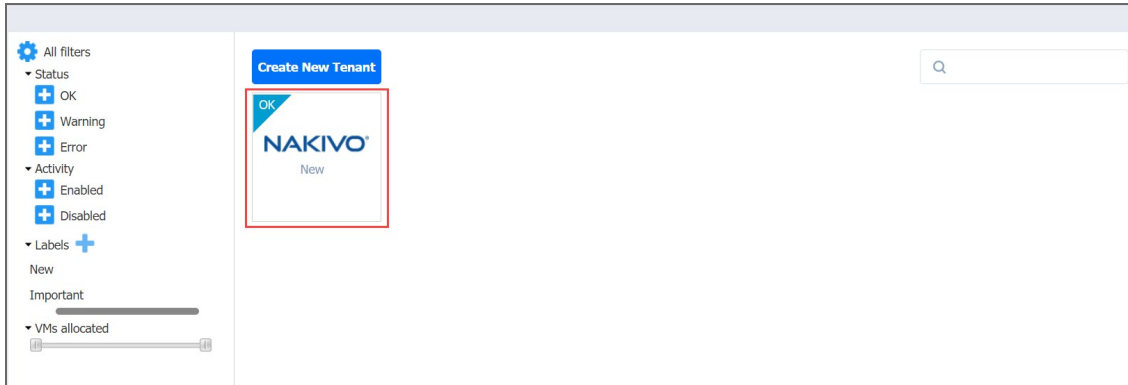 All filters
Status
OK
Warning
Error
Activity
Enabled
Disabled
Labels
New
Important
VMs allocated
Create New Tenant
OK
NAKIVO®
New